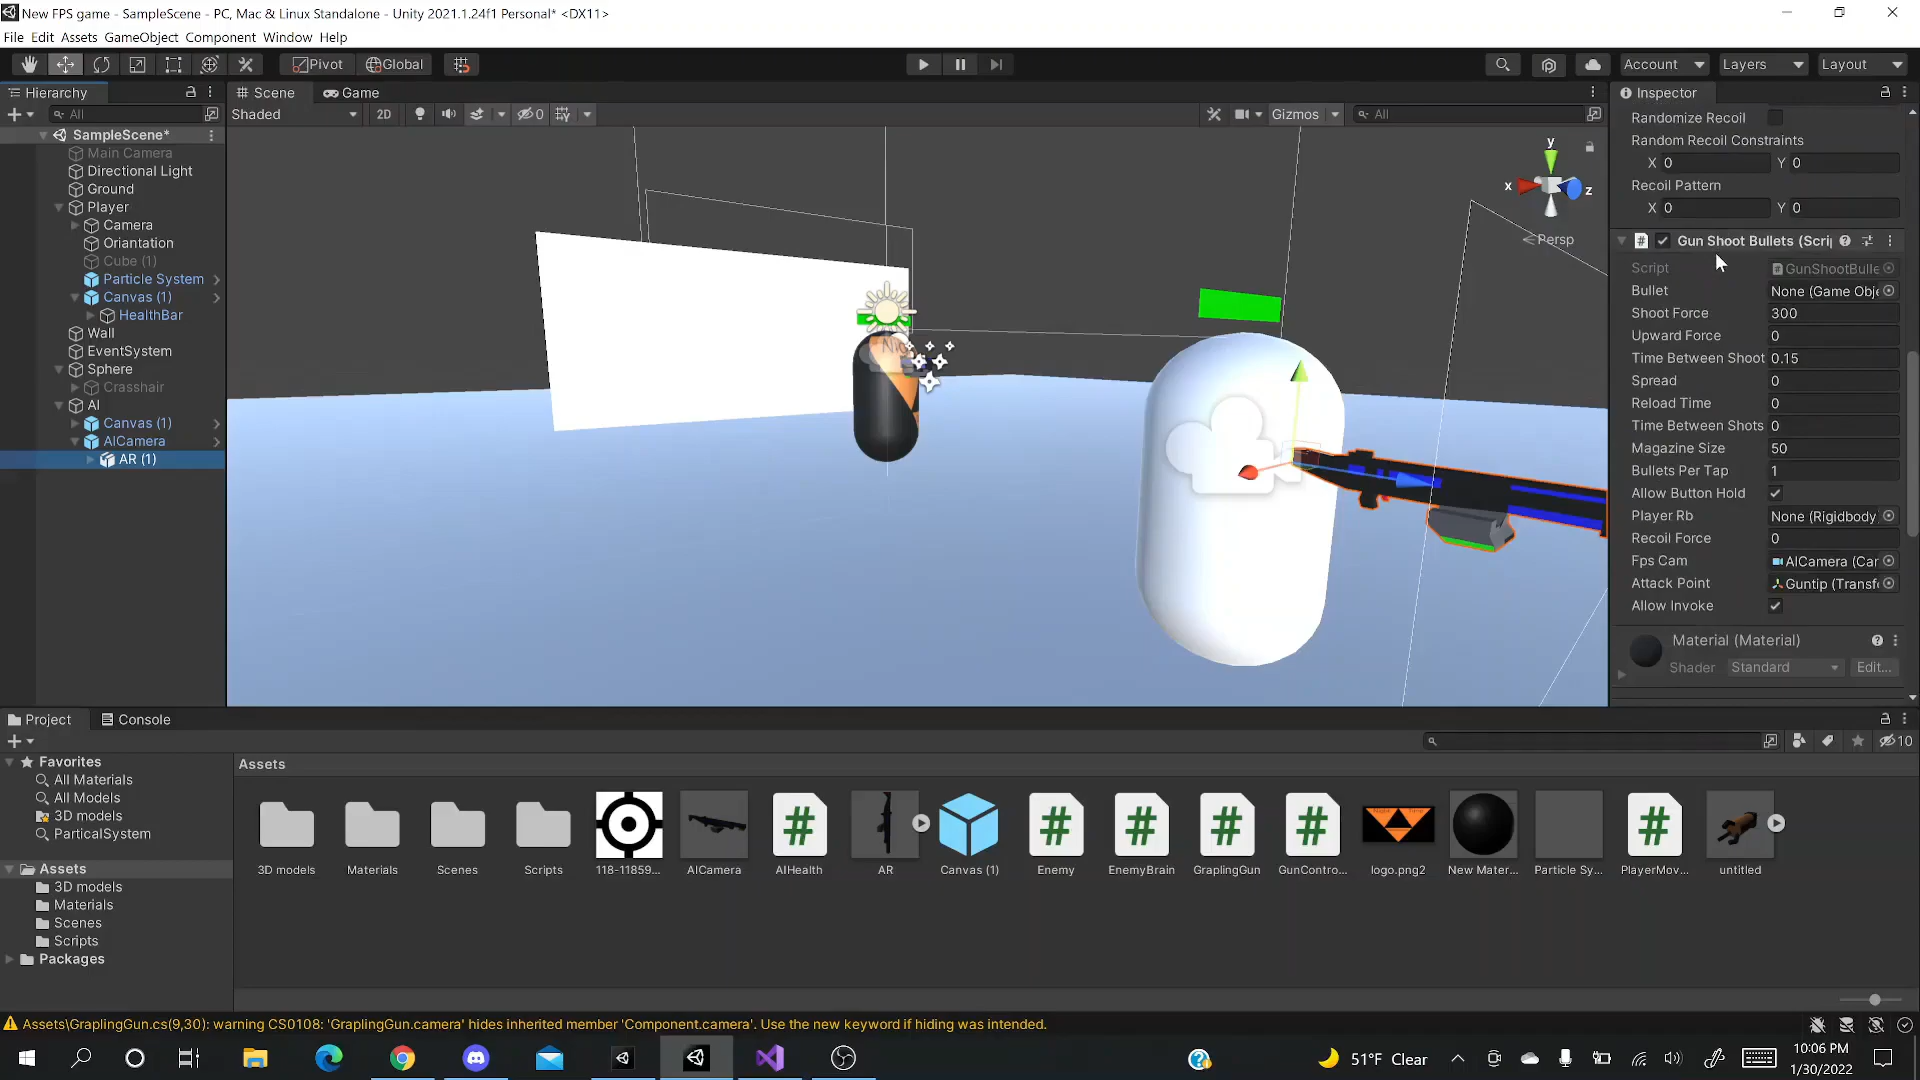 New FPS game - SampleScene - PC, Mac & Linux Standalone - Unity 2021.1.24f1 Personal* <DX11>
File Edit Assets GameObject Component Window Help
Pivot Global Account Layers Layout
Hierarchy
All
SampleScene*
Main Camera
Directional Light
Ground
Player
Camera
Oriantation
Cube (1)
Particle System
Canvas (1)
HealthBar
Wall
EventSystem
Sphere
Crasshair
AI
Canvas (1)
AICamera
AR (1)
Scene Game
Shaded 2D 0 Gizmos All
y
x z
Persp
Inspector
Randomize Recoil
Random Recoil Constraints
X 0 Y 0
Recoil Pattern
X 0 Y 0
Gun Shoot Bullets (Scri
Script GunShootBulle
Bullet None (Game Obje
Shoot Force 300
Upward Force 0
Time Between Shoot 0.15
Spread 0
Reload Time 0
Time Between Shots 0
Magazine Size 50
Bullets Per Tap 1
Allow Button Hold
Player Rb None (Rigidbody
Recoil Force 0
Fps Cam AICamera (Car
Attack Point Guntip (Transf
Allow Invoke
Material (Material)
Shader Standard Edit...
Project Console
10
Favorites
All Materials
All Models
3D models
ParticalSystem
Assets
3D models
Materials
Scenes
Scripts
Packages
Assets
3D models Materials Scenes Scripts 118-11859... AICamera AIHealth AR Canvas (1) Enemy EnemyBrain GraplingGun GunContro... logo.png2 New Mater... Particle Sy... PlayerMov... untitled
Assets\GraplingGun.cs(9,30): warning CS0108: 'GraplingGun.camera' hides inherited member 'Component.camera'. Use the new keyword if hiding was intended.
51°F Clear
10:06 PM
1/30/2022